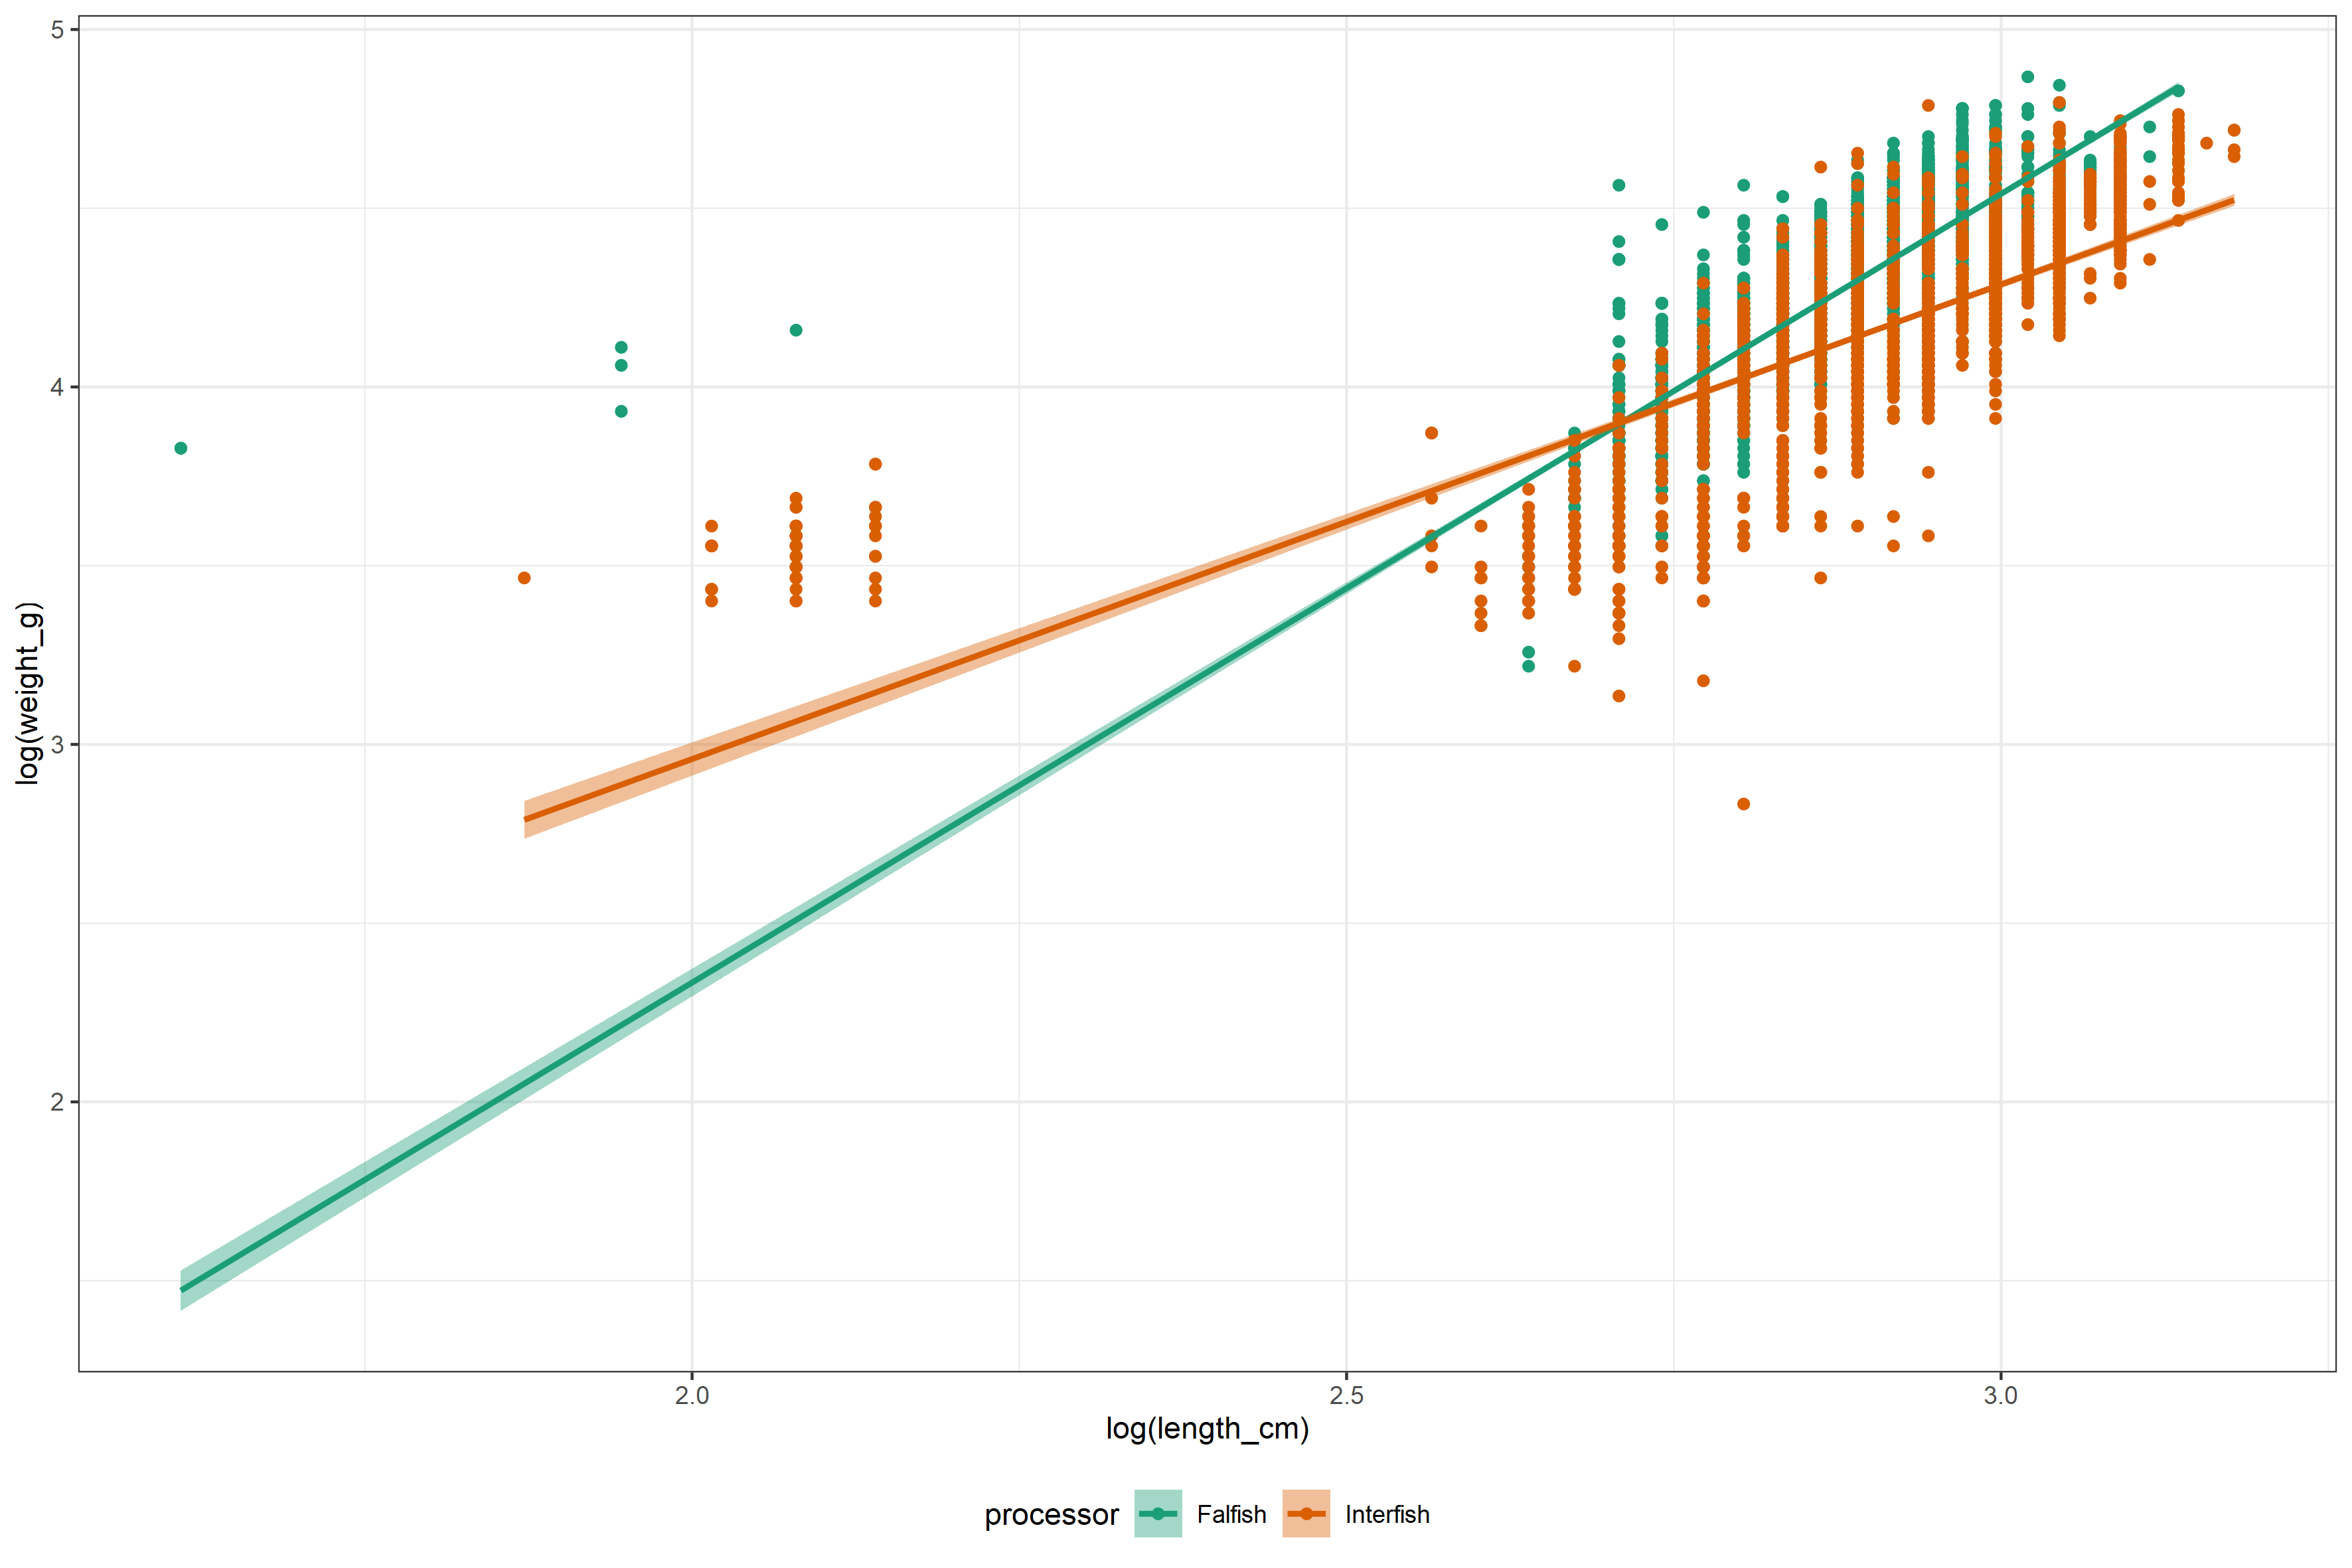 5
4
3
2
log(weight_g)
2.0 2.5 3.0
log(length_cm)
processor Falfish Interfish